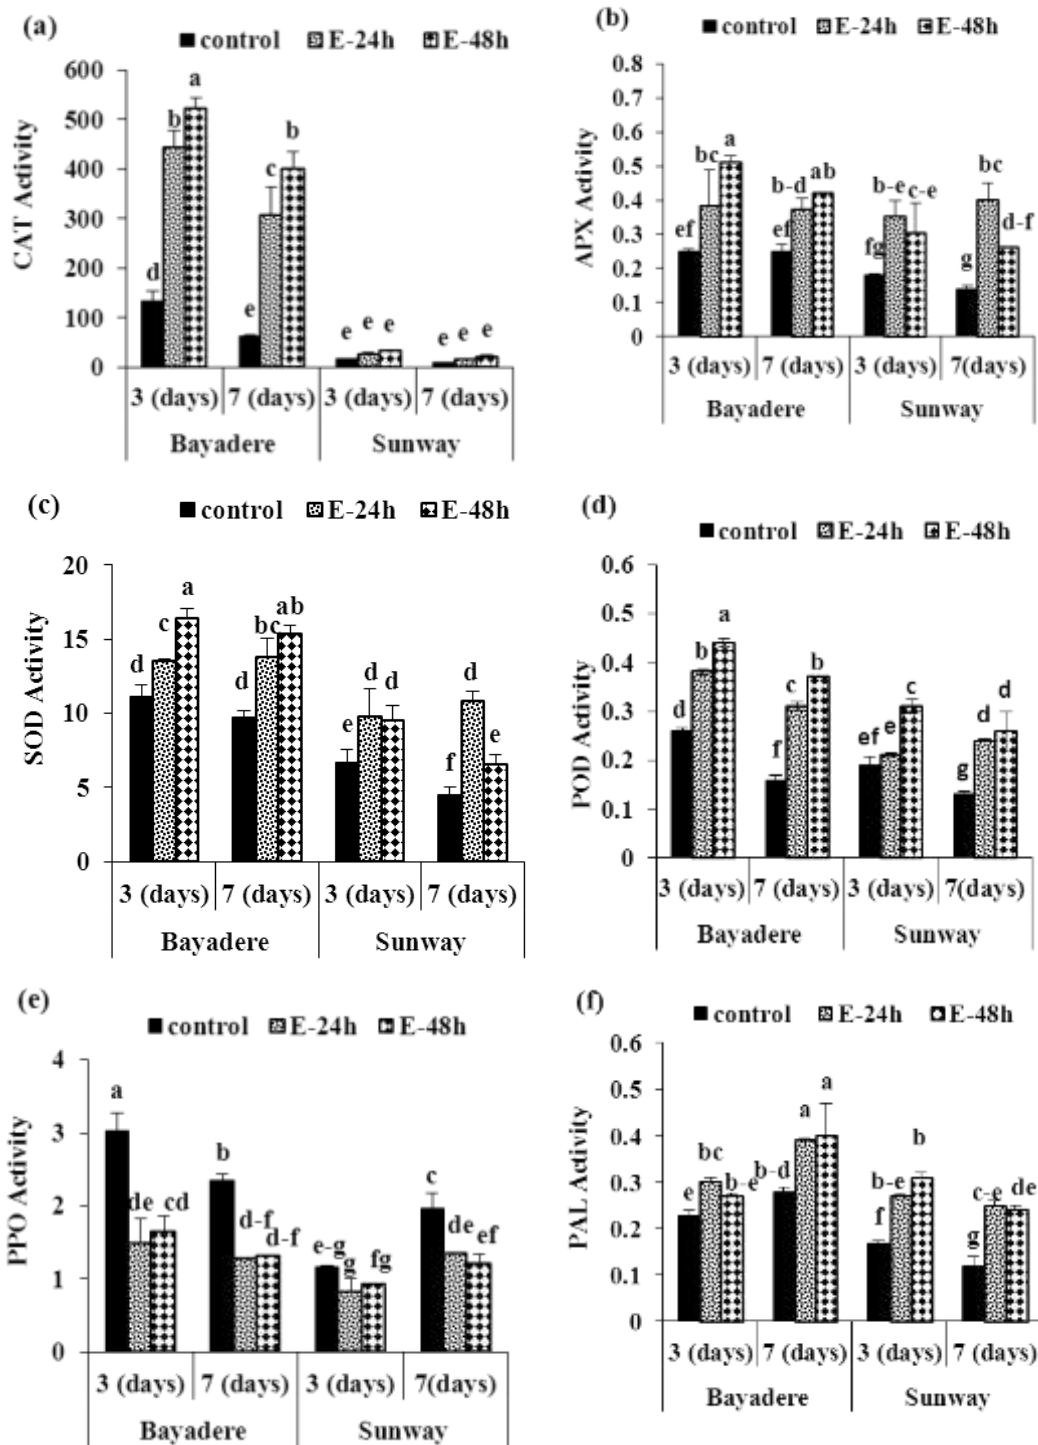 (a)
control E-24h E-48h
CAT Activity
600
500
400
300
200
100
0
d b a
e c b
e e e
e e e
3 (days) 7 (days) 3 (days) 7 (days)
Bayadere Sunway
(b)
control E-24h E-48h
APX Activity
0.8
0.7
0.6
0.5
0.4
0.3
0.2
0.1
0
ef bc a
ef b-d ab
fg b-e c-e
g bc d-f
3 (days) 7 (days) 3 (days) 7(days)
Bayadere Sunway
(c)
control E-24h E-48h
SOD Activity
20
15
10
5
0
d c a
d bc ab
e d d
f d e
3 (days) 7 (days) 3 (days) 7 (days)
Bayadere Sunway
(d)
control E-24h E-48h
POD Activity
0.6
0.5
0.4
0.3
0.2
0.1
0
d b a
f c b
ef e c
g d d
3 (days) 7 (days) 3 (days) 7(days)
Bayadere Sunway
(e)
control E-24h E-48h
PPO Activity
4
3
2
1
0
a de cd
b d-f d-f
e-g g fg
c de ef
3 (days) 7 (days) 3 (days) 7(days)
Bayadere Sunway
(f)
control E-24h E-48h
PAL Activity
0.6
0.5
0.4
0.3
0.2
0.1
0
e bc b-e
b-d a a
f b-e b
g c-e de
3 (days) 7 (days) 3 (days) 7 (days)
Bayadere Sunway